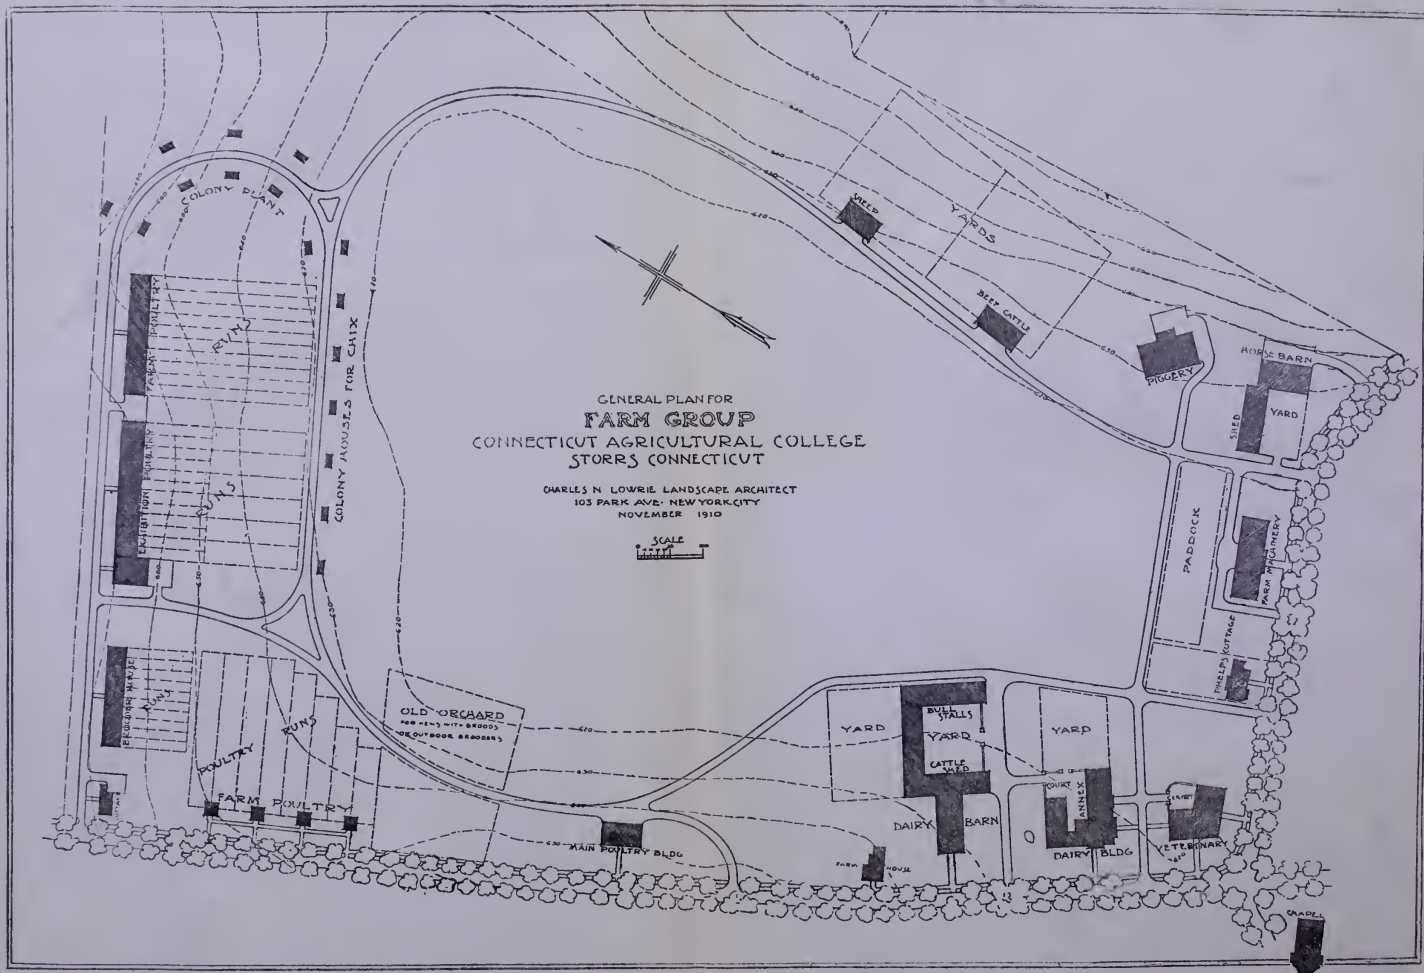 GENERAL PLAN FOR
FARM GROUP
CONNECTICUT AGRICULTURAL COLLEGE
STORRS CONNECTICUT
CHARLES N LOWRIE LANDSCAPE ARCHITECT
103 PARK AVE· NEW YORK CITY
NOVEMBER 1910
SCALE
COLONY PLANT
FARM POULTRY
RUNS
EXHIBITION POULTRY
RUNS
COLONY HOUSES FOR CHIX
BROODER HOUSE
RUNS
POULTRY RUNS
FARM POULTRY
OLD ORCHARD
FOR HENS WITH BROODS
OR OUTDOOR BROODERS
MAIN POULTRY BLDG
FARM HOUSE
SHEEP
YARDS
BEEF CATTLE
PIGGERY
HORSE BARN
SHED
YARD
PADDOCK
FARM MACHINERY
PHELPS COTTAGE
YARD
BULL STALLS
YARD
CATTLE SHED
DAIRY BARN
YARD
COURT
ANNEX
DAIRY BLDG
COURT
VETERINARY
CHAPEL
610
620
630